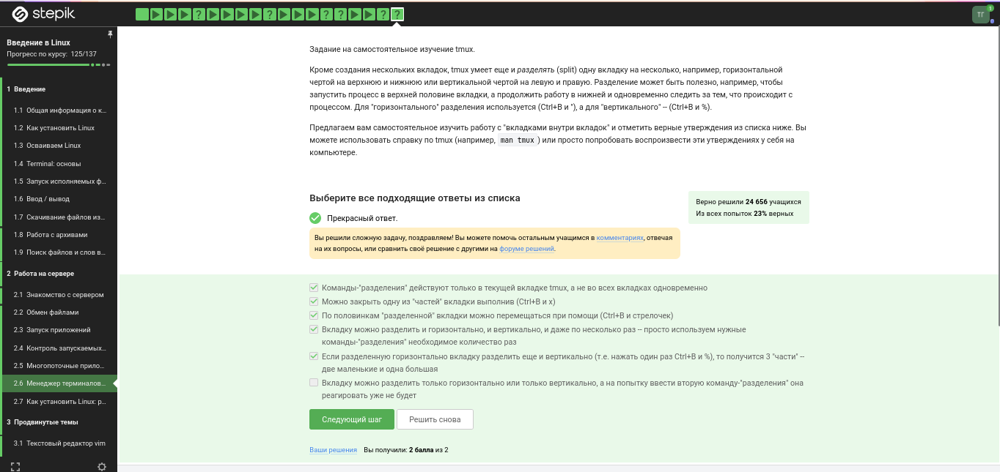 stepik
? ? ? ? ? ?
ТГ 1
Введение в Linux
Прогресс по курсу: 125/137
1 Введение
1.1 Общая информация о к...
1.2 Как установить Linux
1.3 Осваиваем Linux
1.4 Terminal: основы
1.5 Запуск исполняемых ф...
1.6 Ввод / вывод
1.7 Скачивание файлов из...
1.8 Работа с архивами
1.9 Поиск файлов и слов в...
2 Работа на сервере
2.1 Знакомство с сервером
2.2 Обмен файлами
2.3 Запуск приложений
2.4 Контроль запускаемых...
2.5 Многопоточные прило...
2.6 Менеджер терминалов...
2.7 Как установить Linux: р...
3 Продвинутые темы
3.1 Текстовый редактор vim
Задание на самостоятельное изучение tmux.
Кроме создания нескольких вкладок, tmux умеет еще и разделять (split) одну вкладку на несколько, например, горизонтальной
чертой на верхнюю и нижнюю или вертикальной чертой на левую и правую. Разделение может быть полезно, например, чтобы
запустить процесс в верхней половине вкладки, а продолжить работу в нижней и одновременно следить за тем, что происходит с
процессом. Для "горизонтального" разделения используется (Ctrl+B и "), а для "вертикального" -- (Ctrl+B и %).
Предлагаем вам самостоятельное изучить работу с "вкладками внутри вкладок" и отметить верные утверждения из списка ниже. Вы
можете использовать справку по tmux (например, man tmux ) или просто попробовать воспроизвести эти утверждениях у себя на
компьютере.
Выберите все подходящие ответы из списка
Верно решили 24 656 учащихся
Из всех попыток 23% верных
Прекрасный ответ.
Вы решили сложную задачу, поздравляем! Вы можете помочь остальным учащимся в комментариях, отвечая
на их вопросы, или сравнить своё решение с другими на форуме решений.
Команды-"разделения" действуют только в текущей вкладке tmux, а не во всех вкладках одновременно
Можно закрыть одну из "частей" вкладки выполнив (Ctrl+B и x)
По половинкам "разделенной" вкладки можно перемещаться при помощи (Ctrl+B и стрелочек)
Вкладку можно разделить и горизонтально, и вертикально, и даже по несколько раз -- просто используем нужные
команды-"разделения" необходимое количество раз
Если разделенную горизонтально вкладку разделить еще и вертикально (т.е. нажать один раз Ctrl+B и %), то получится 3 "части" --
две маленькие и одна большая
Вкладку можно разделить только горизонтально или только вертикально, а на попытку ввести вторую команду-"разделения" она
реагировать уже не будет
Следующий шаг Решить снова
Ваши решения Вы получили: 2 балла из 2